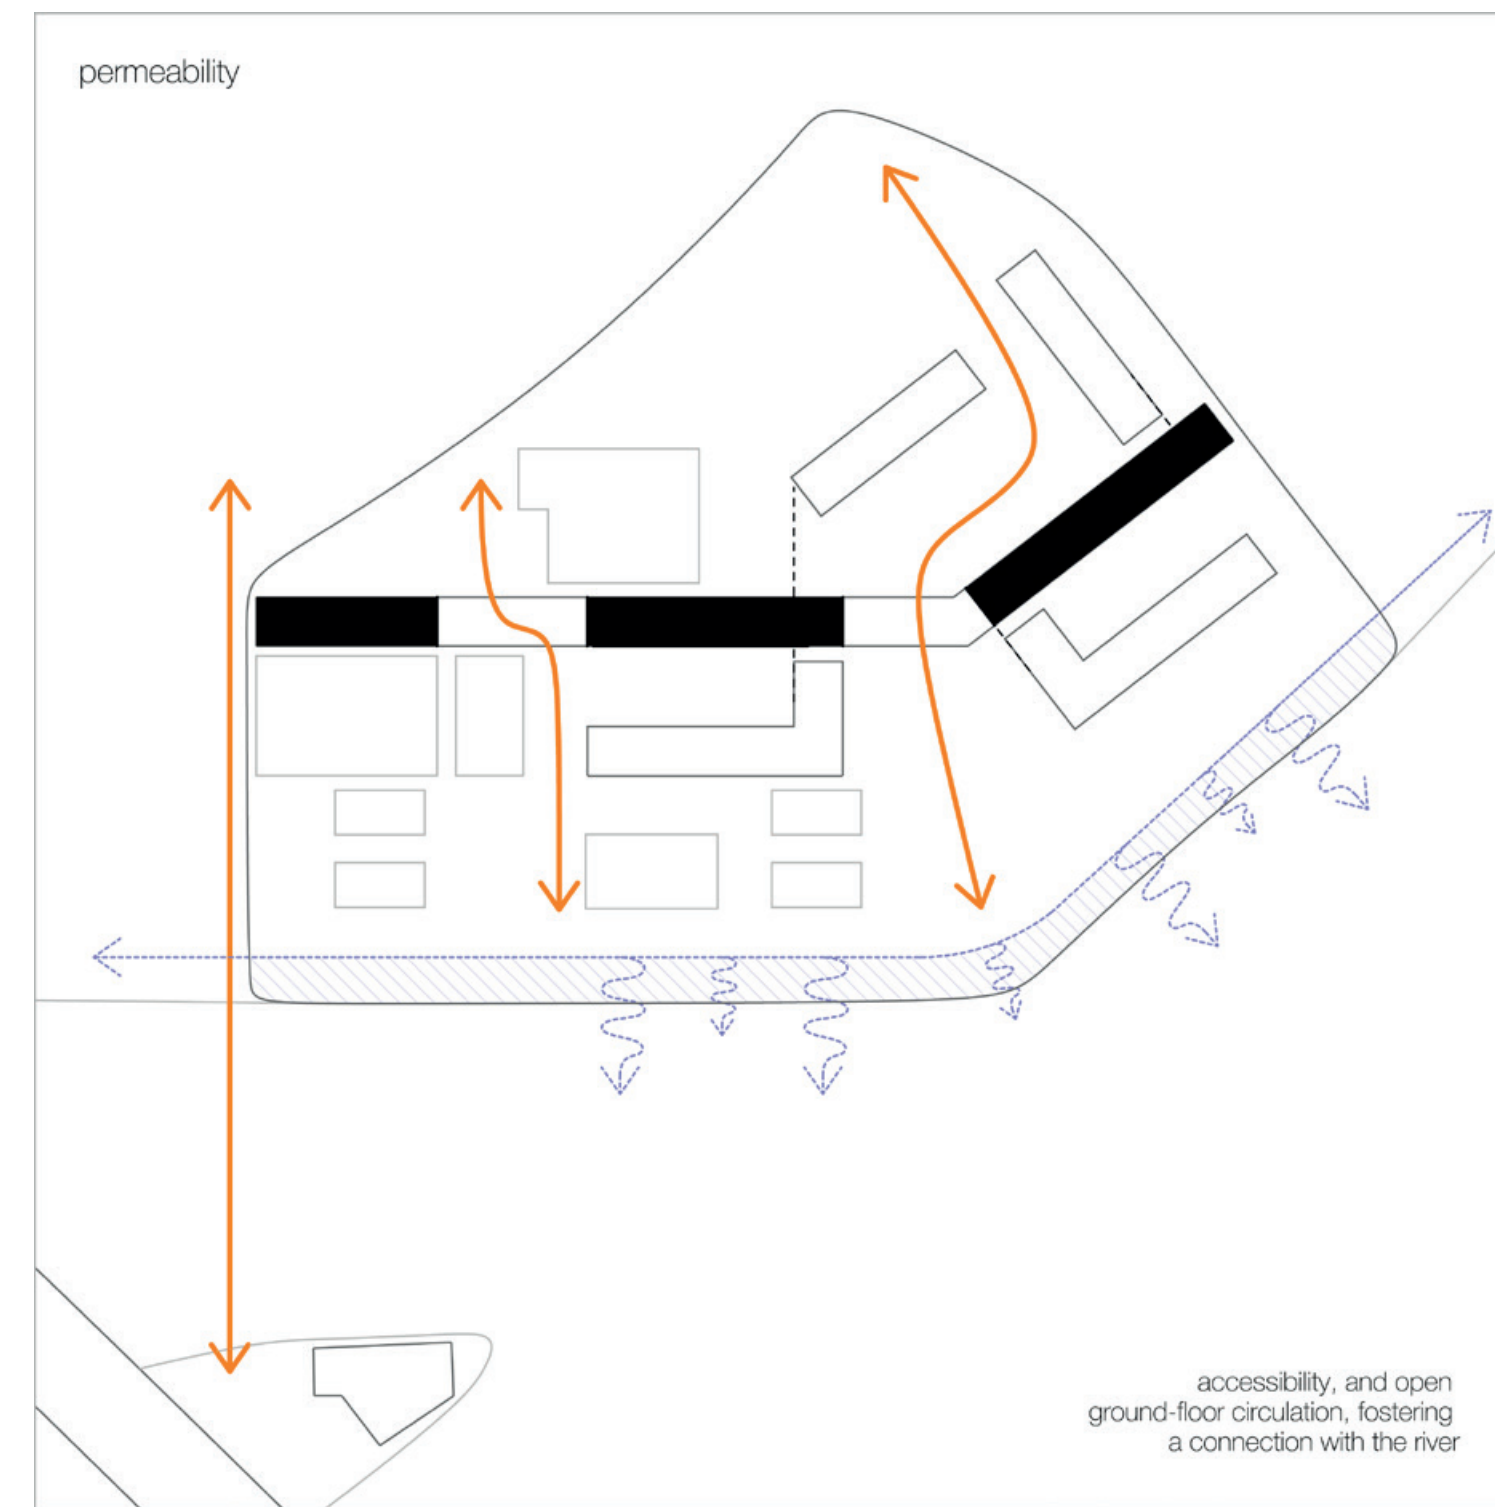 permeability
accessibility, and open
ground-floor circulation, fostering
a connection with the river